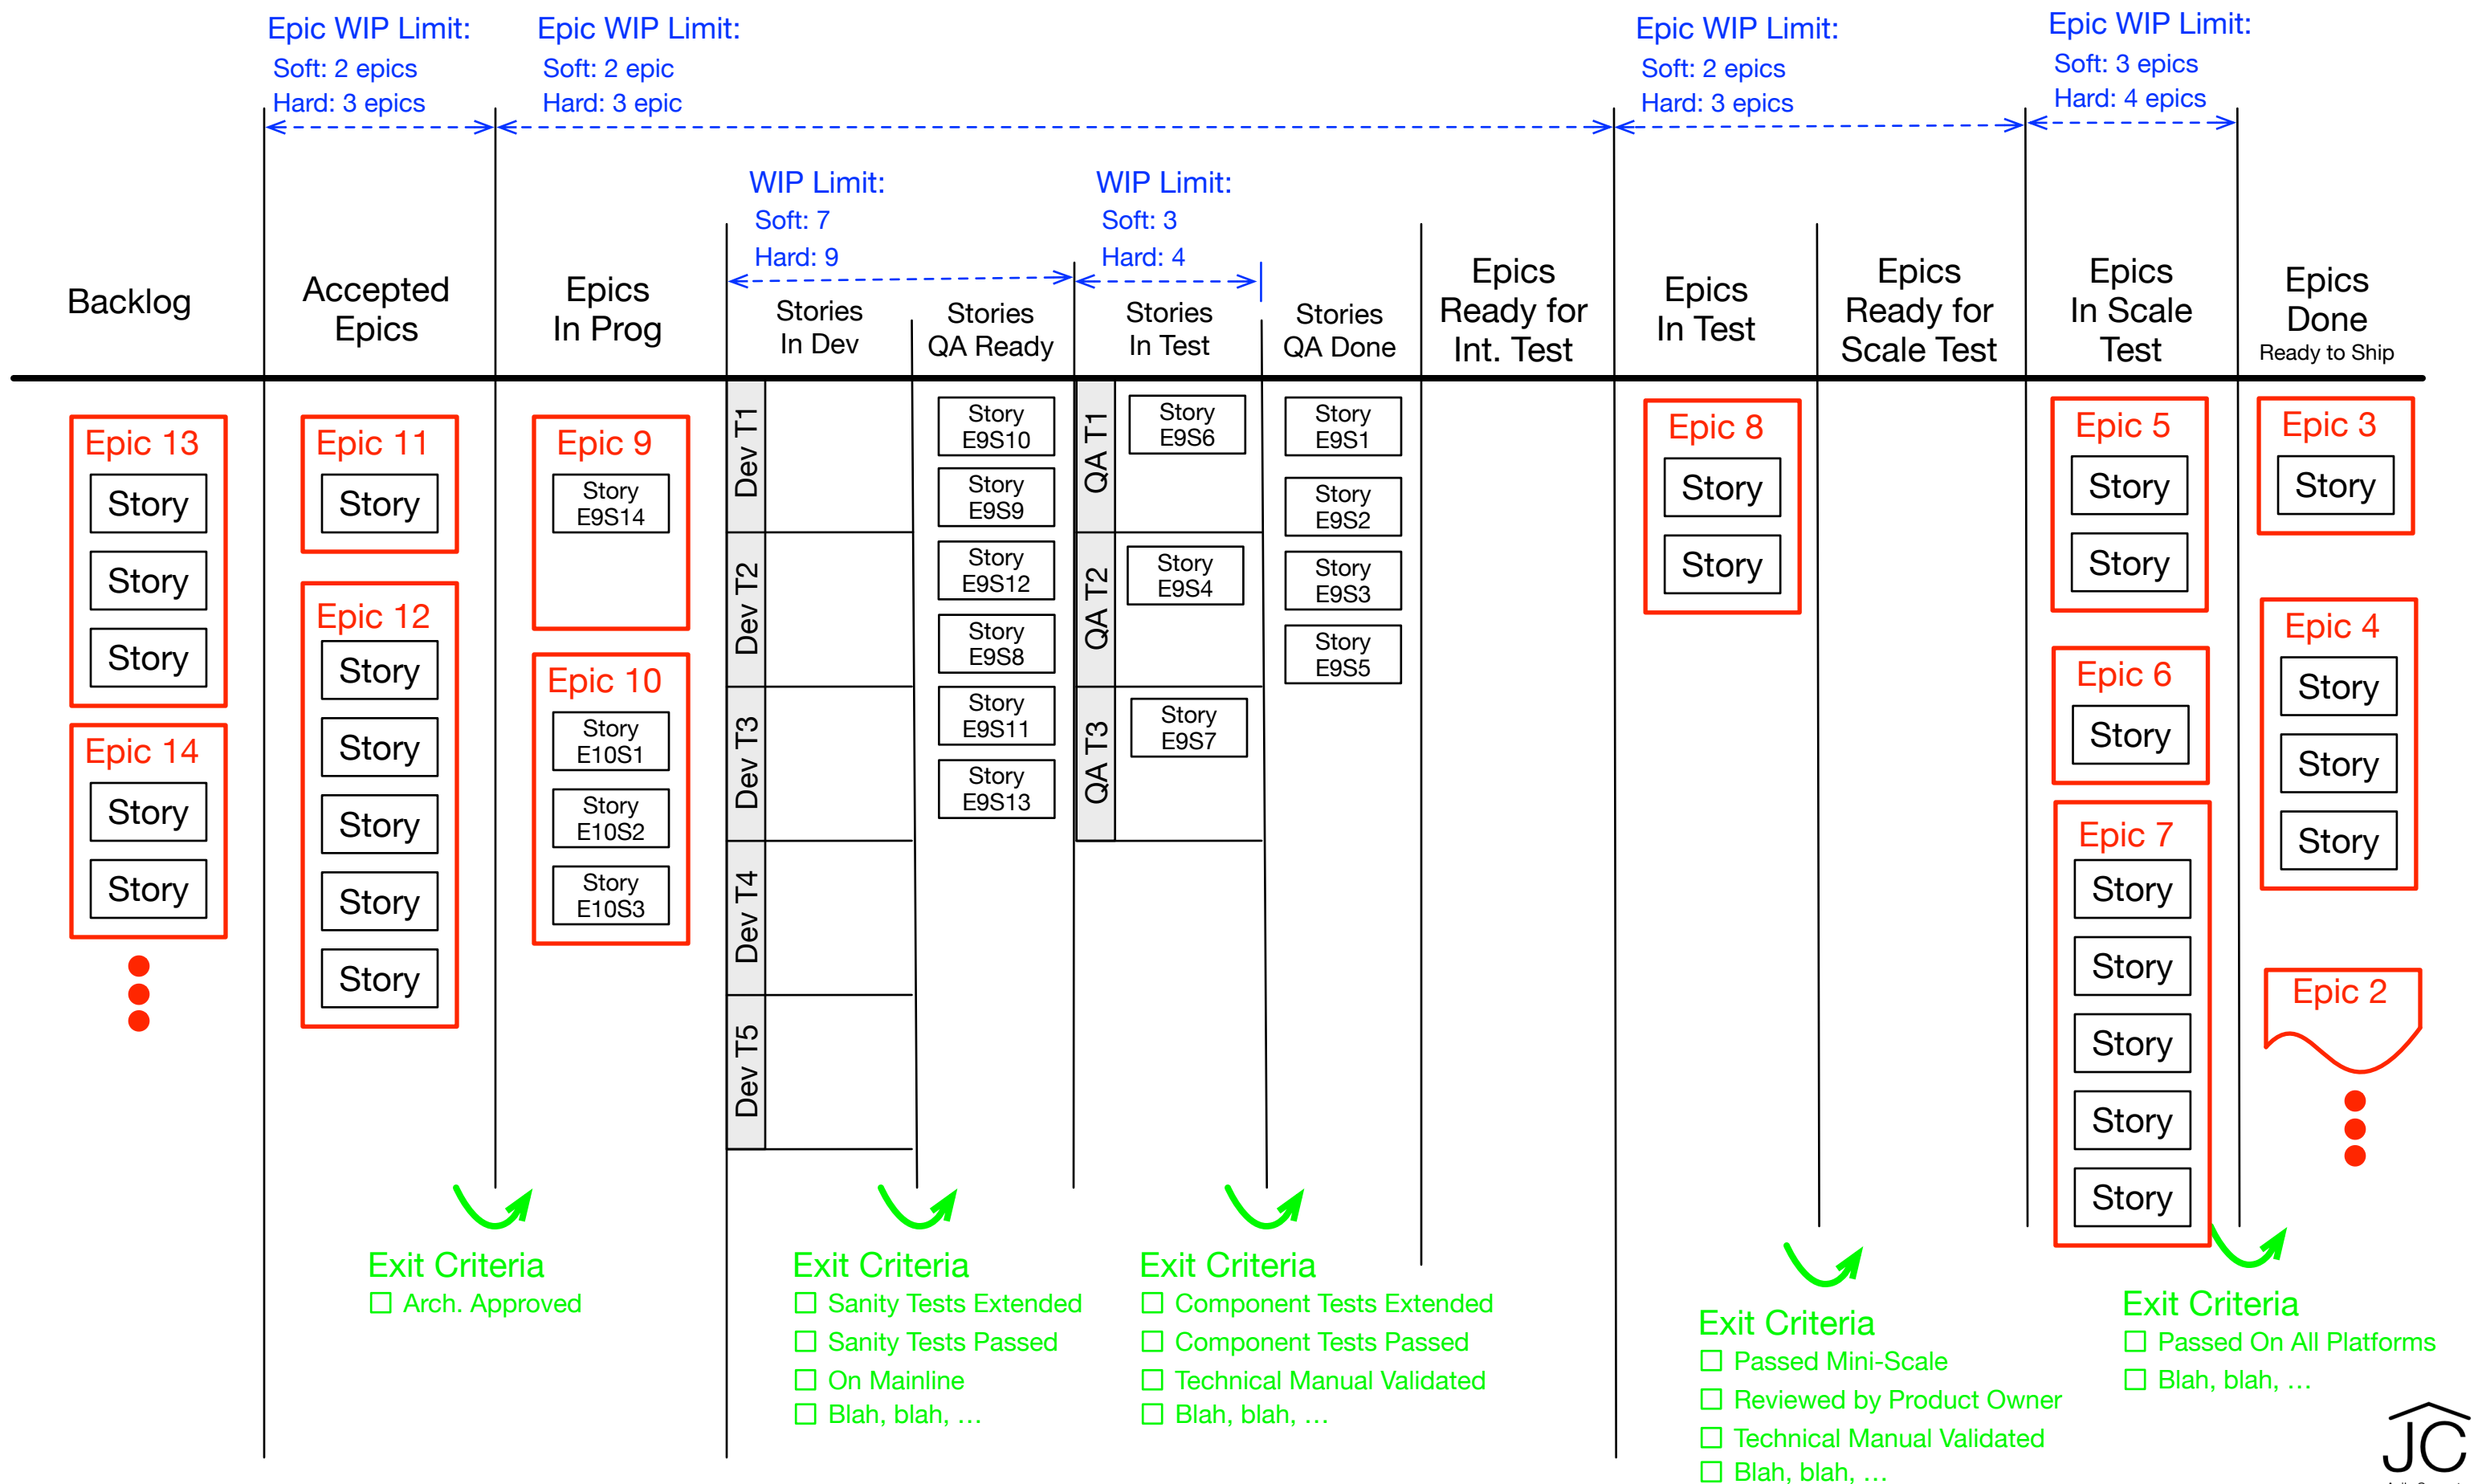 Epic WIP Limit:
Soft: 2 epics
Hard: 3 epics
Epic WIP Limit:
Soft: 2 epic
Hard: 3 epic
Epic WIP Limit:
Soft: 2 epics
Hard: 3 epics
Epic WIP Limit:
Soft: 3 epics
Hard: 4 epics
WIP Limit:
Soft: 7
Hard: 9
WIP Limit:
Soft: 3
Hard: 4
Backlog
Accepted
Epics
Epics
In Prog
Stories
In Dev
Stories
QA Ready
Stories
In Test
Stories
QA Done
Epics
Ready for
Int. Test
Epics
In Test
Epics
Ready for
Scale Test
Epics
In Scale
Test
Epics
Done
Ready to Ship
Epic 13
Story
Story
Story
Epic 14
Story
Story
Epic 11
Story
Epic 12
Story
Story
Story
Story
Story
Epic 9
Story
E9S14
Epic 10
Story
E10S1
Story
E10S2
Story
E10S3
Dev T1
Dev T2
Dev T3
Dev T4
Dev T5
Story
E9S10
Story
E9S9
Story
E9S12
Story
E9S8
Story
E9S11
Story
E9S13
QA T1
QA T2
QA T3
Story
E9S6
Story
E9S4
Story
E9S7
Story
E9S1
Story
E9S2
Story
E9S3
Story
E9S5
Epic 8
Story
Story
Epic 5
Story
Story
Epic 6
Story
Epic 7
Story
Story
Story
Story
Story
Epic 3
Story
Epic 4
Story
Story
Story
Epic 2
Exit Criteria
Arch. Approved
Exit Criteria
Sanity Tests Extended
Sanity Tests Passed
On Mainline
Blah, blah, …
Exit Criteria
Component Tests Extended
Component Tests Passed
Technical Manual Validated
Blah, blah, …
Exit Criteria
Passed Mini-Scale
Reviewed by Product Owner
Technical Manual Validated
Blah, blah, …
Exit Criteria
Passed On All Platforms
Blah, blah, …
JC